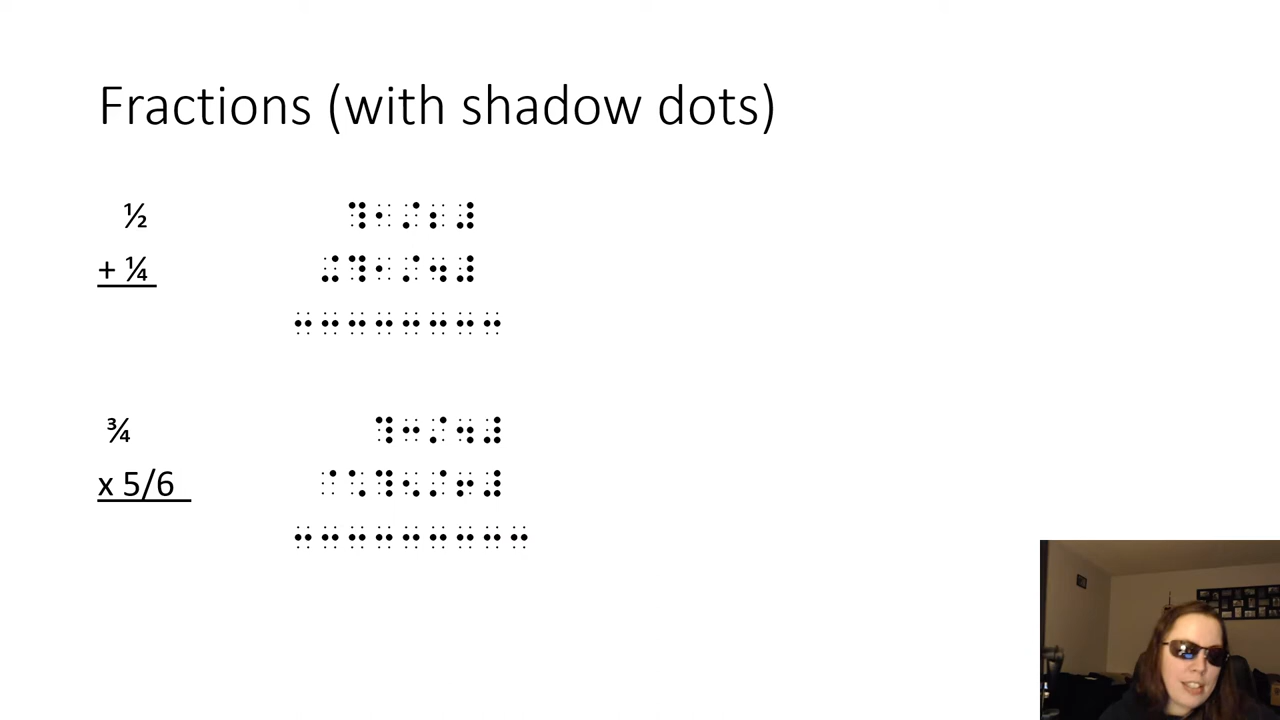 Fractions (with shadow dots)
½ ⠹⠂⠌⠆⠼
+ ¼ ⠬⠹⠂⠌⠲⠼
⠒⠒⠒⠒⠒⠒⠒⠒
¾ ⠹⠒⠌⠲⠼
x 5/6 ⠈⠡⠹⠢⠌⠖⠼
⠒⠒⠒⠒⠒⠒⠒⠒⠒